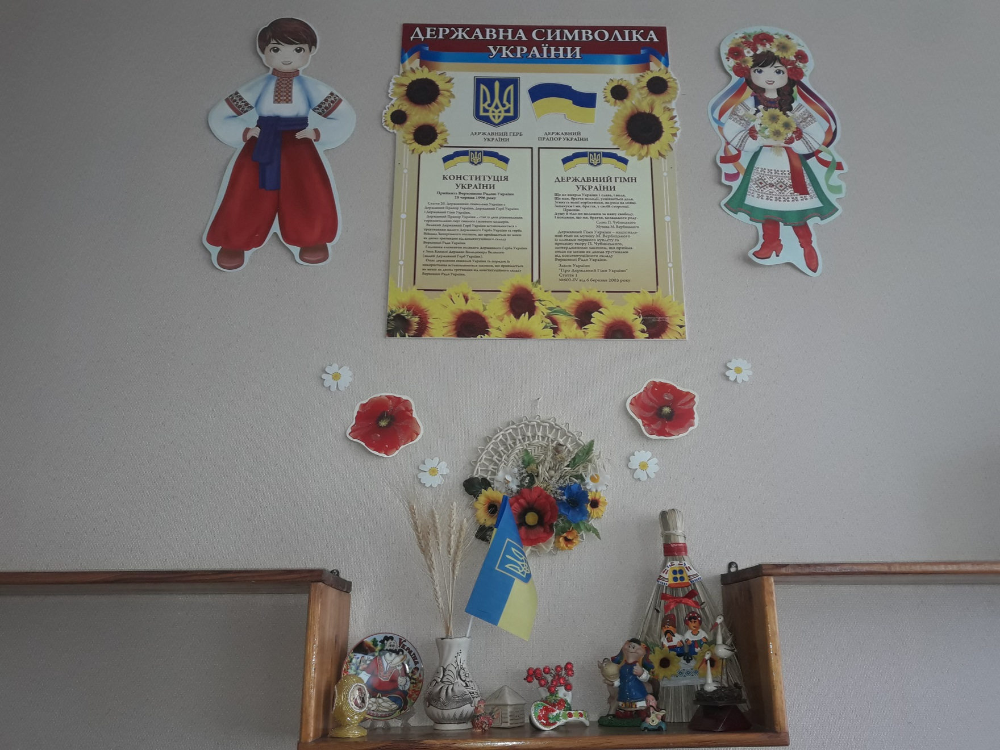 ДЕРЖАВНА СИМВОЛІКА
УКРАЇНИ
ДЕРЖАВНИЙ ГЕРБ
УКРАЇНИ
ДЕРЖАВНИЙ
ПРАПОР УКРАЇНИ
КОНСТИТУЦІЯ
УКРАЇНИ
Прийнята Верховною Радою України
28 червня 1996 року
Стаття 20: Державними символами України є
Державний Прапор України, Державний Герб України
і Державний Гімн України.
Державний Прапор України – стяг із двох рівновеликих
горизонтальних смуг синього і жовтого кольорів.
Великий Державний Герб України встановлюється з
урахуванням малого Державного Герба України та герба
Війська Запорізького законом, що приймається не менш
як двома третинами від конституційного складу
Верховної Ради України.
Головним елементом великого Державного Герба України
є Знак Княжої Держави Володимира Великого
(малий Державний Герб України).
Опис державних символів України та порядок їх
використання встановлюються законом, що приймається
не менш як двома третинами від конституційного складу
Верховної Ради України.
ДЕРЖАВНИЙ ГІМН
УКРАЇНИ
Ще не вмерла України і слава, і воля,
Ще нам, браття молодії, усміхнеться доля.
Згинуть наші воріженьки, як роса на сонці.
Запануєм і ми, браття, у своїй сторонці.
Приспів:
Душу й тіло ми положим за нашу свободу,
І покажем, що ми, браття, козацького роду.
Слова П. Чубинського
Музика М. Вербицького
Державний Гімн України – національ-
ний гімн на музику М. Вербицького
із словами першого куплету та
приспіву твору П. Чубинського,
затвердженими законом, що прийма-
ється не менш як двома третинами
від конституційного складу
Верховної Ради України.
Закон України
"Про Державний Гімн України"
Стаття 1
№602-IV від 6 березня 2003 року
УКРАЇНА